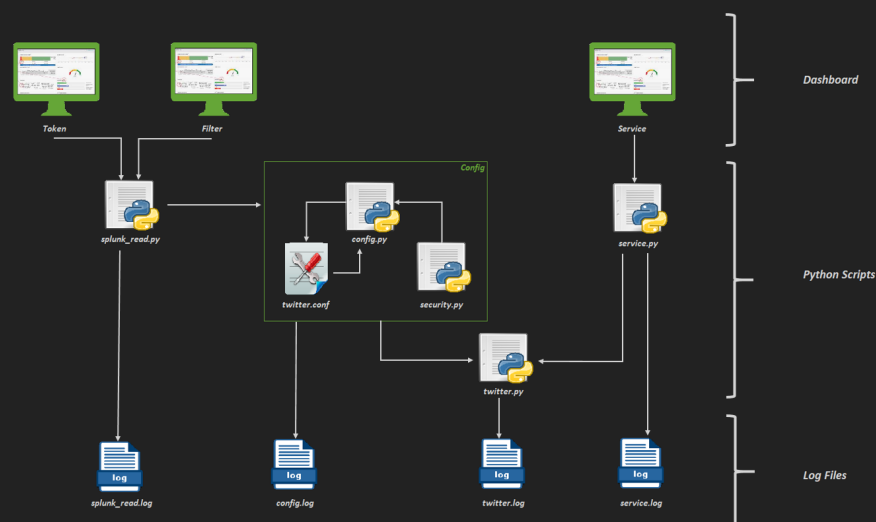 Dashboard
Token
Filter
Service
Config
splunk_read.py
config.py
service.py
Python Scripts
twitter.conf
security.py
twitter.py
log
log
log
log
Log Files
splunk_read.log
config.log
twitter.log
service.log